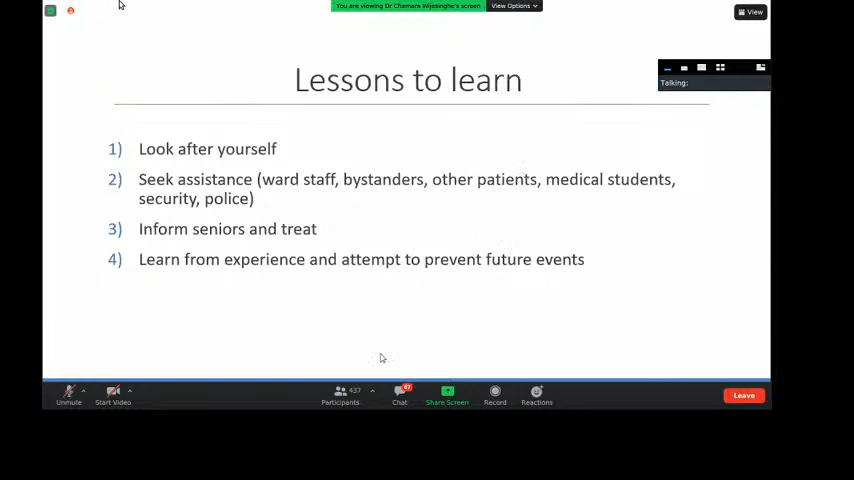 You are viewing Dr Chamara Wijesinghe's screen
View Options
View
Talking:
Lessons to learn
1) Look after yourself
2) Seek assistance (ward staff, bystanders, other patients, medical students,
security, police)
3) Inform seniors and treat
4) Learn from experience and attempt to prevent future events
437
67
Unmute
Start Video
Participants
Chat
Share Screen
Record
Reactions
Leave